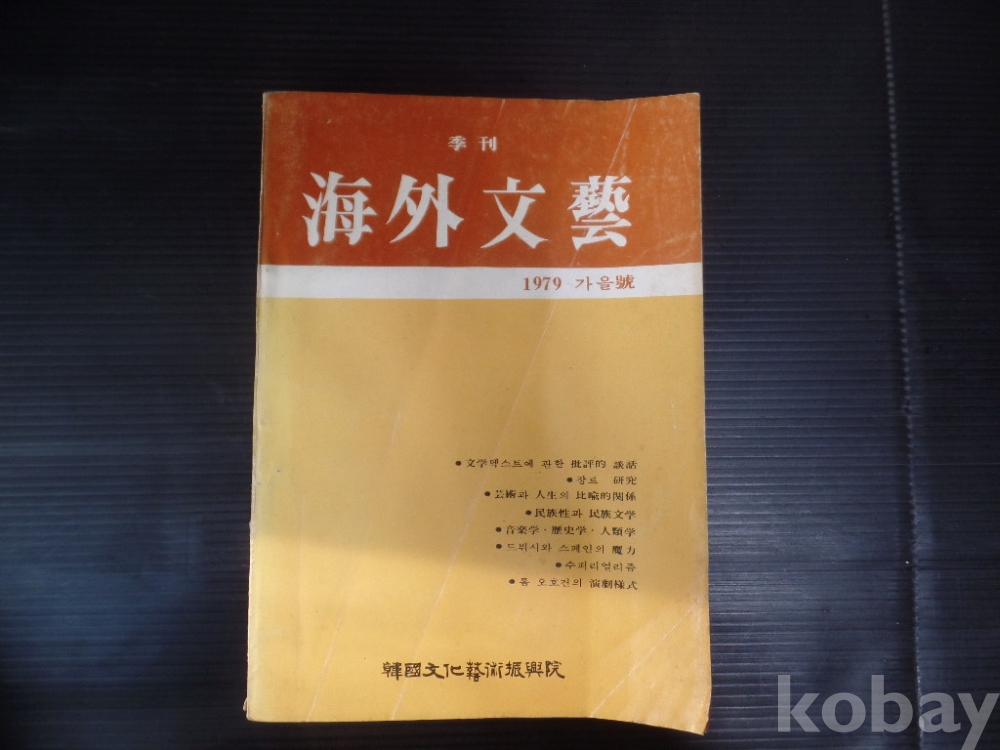 季刊
海外文藝
1979 가을號
● 文学텍스트에 관한 批評的 談話
● 장르 研究
● 芸術과 人生의 比喩的関係
● 民族性과 民族文学
● 音楽学·歷史学·人類学
● 드뷔시와 스페인의 魔力
● 수퍼리얼리즘
● 톰 오호건의 演劇様式
韓國文化藝術振興院
kobay